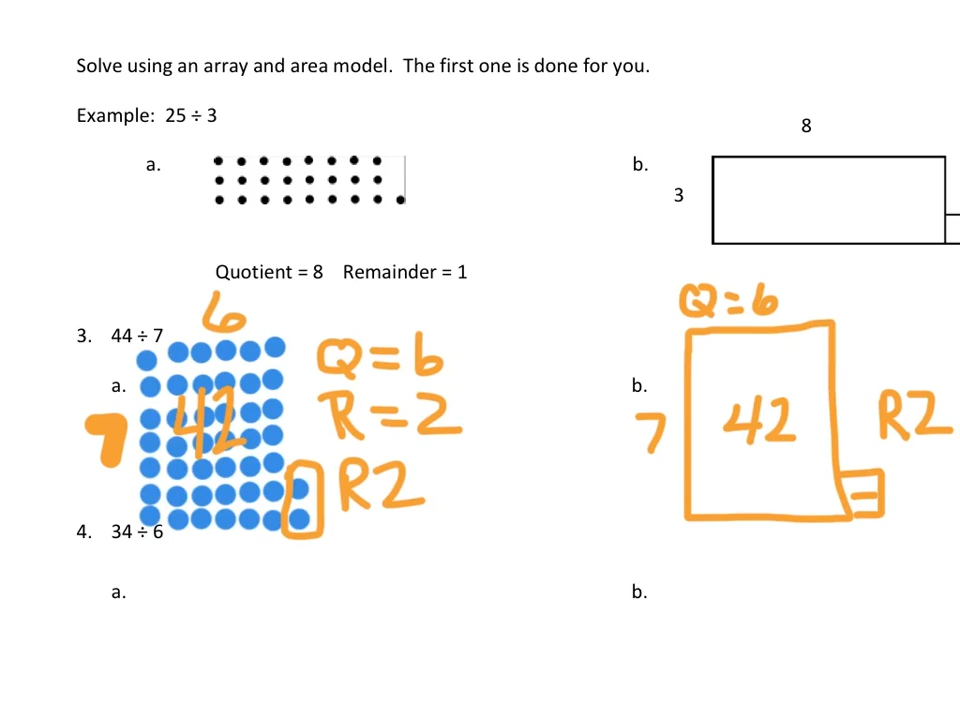 Solve using an array and area model. The first one is done for you.
Example: 25 ÷ 3
8
a.
b.
3
Quotient = 8 Remainder = 1
6
Q=6
3. 44 ÷ 7
Q=6
a.
b.
7
42
R=2
7
42
R2
R2
4. 34 ÷ 6
a.
b.